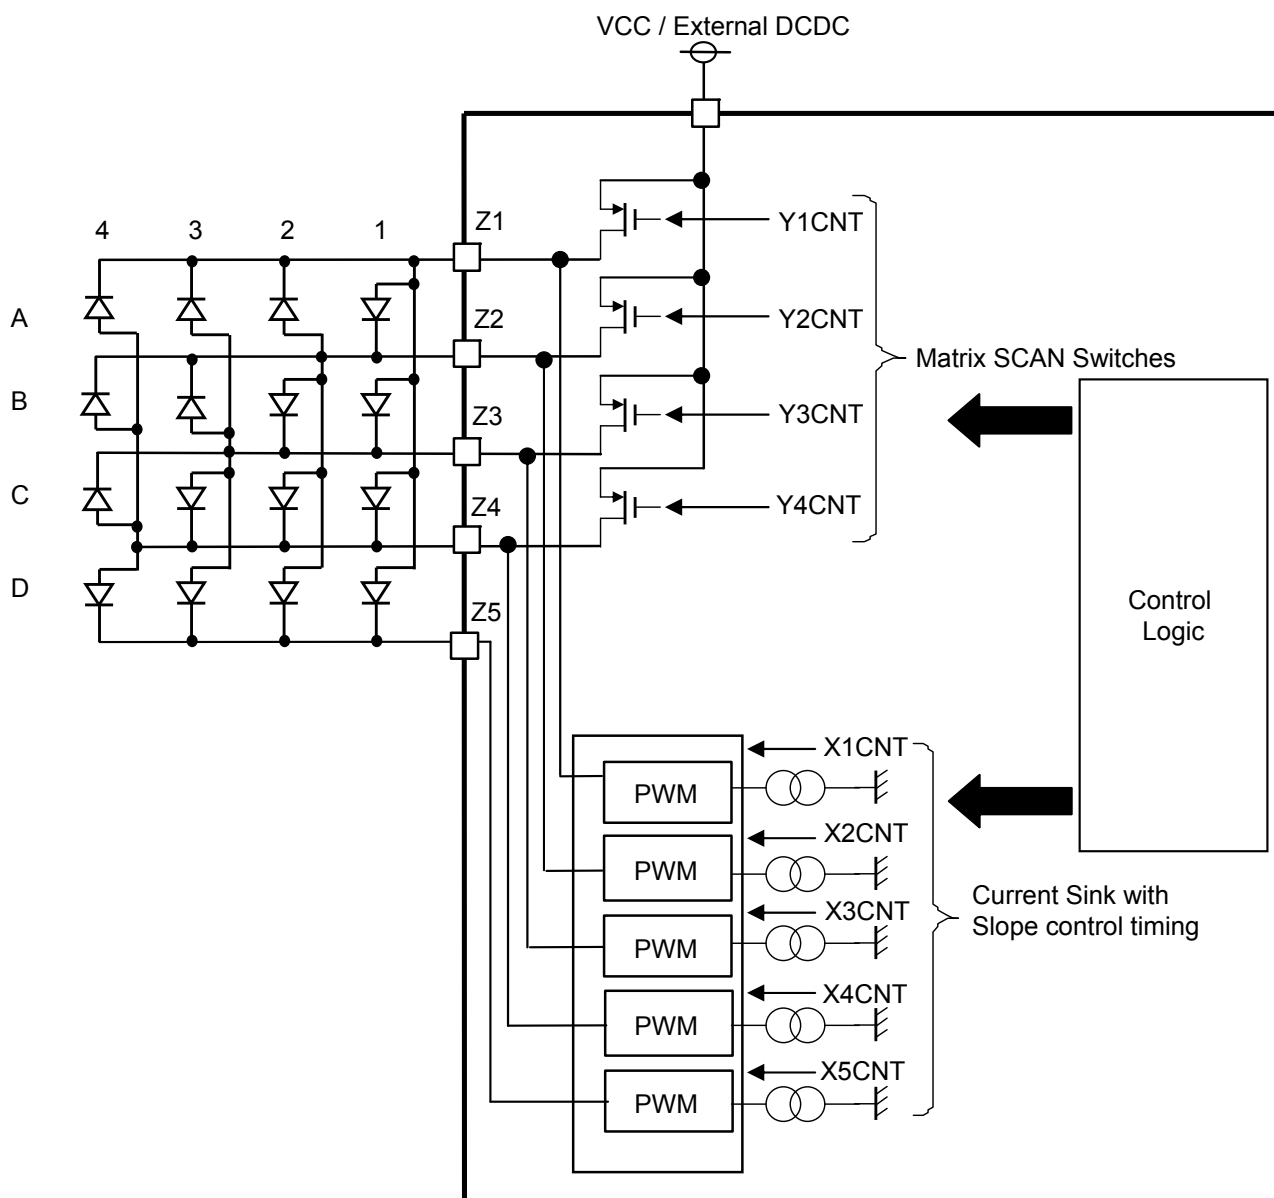 VCC / External DCDC
4 3 2 1
Z1
Y1CNT
A
Z2
Y2CNT
Matrix SCAN Switches
B
Z3
Y3CNT
C
Z4
Y4CNT
D
Z5
Control
Logic
X1CNT
PWM
X2CNT
PWM
X3CNT
PWM
Current Sink with
Slope control timing
X4CNT
PWM
X5CNT
PWM